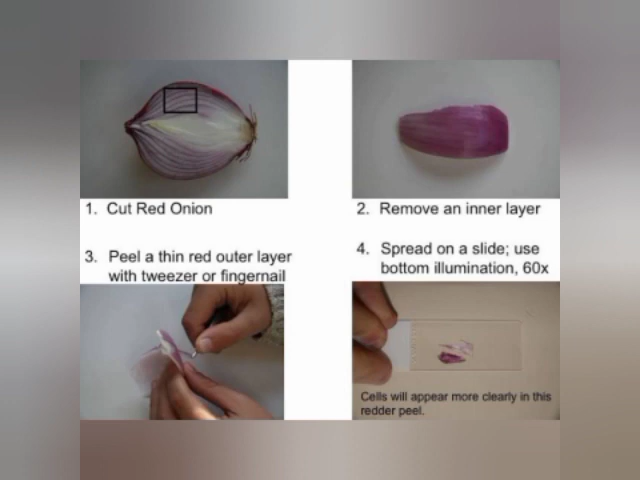 1. Cut Red Onion
2. Remove an inner layer
3. Peel a thin red outer layer
with tweezer or fingernail
4. Spread on a slide; use
bottom illumination, 60x
Cells will appear more clearly in this
redder peel.